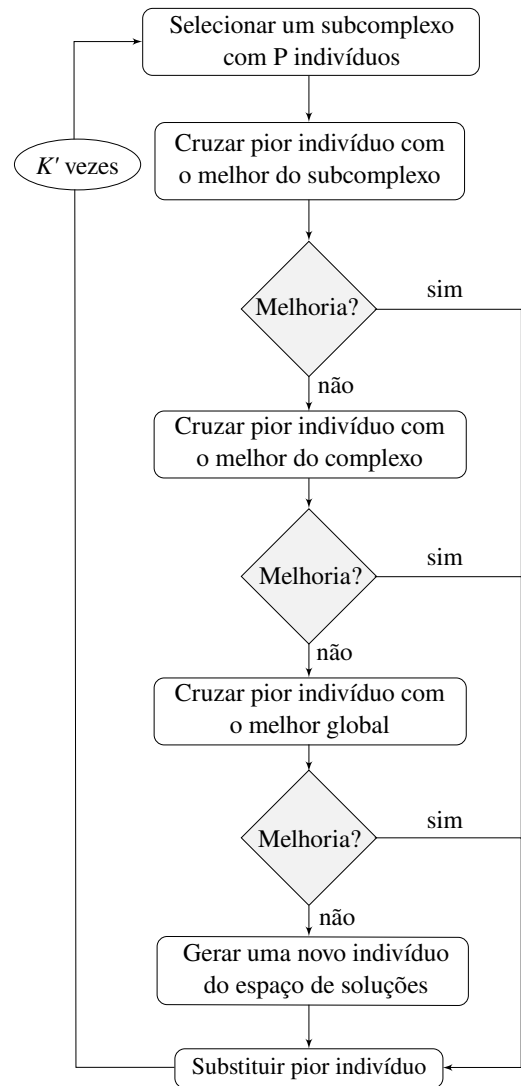 Selecionar um subcomplexo
com P indivíduos
K' vezes
Cruzar pior indivíduo com
o melhor do subcomplexo
Melhoria?
sim
não
Cruzar pior indivíduo com
o melhor do complexo
Melhoria?
sim
não
Cruzar pior indivíduo com
o melhor global
Melhoria?
sim
não
Gerar uma novo indivíduo
do espaço de soluções
Substituir pior indivíduo